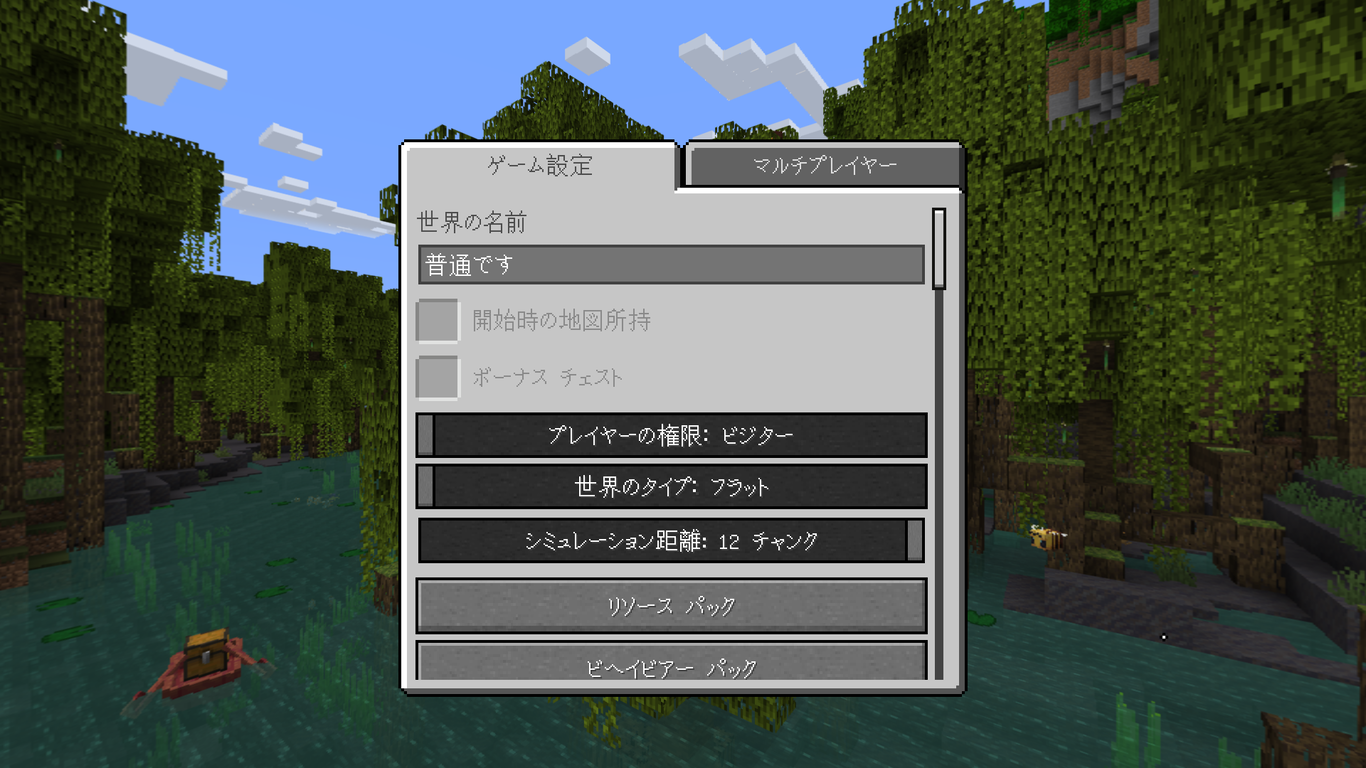 ゲーム設定
マルチプレイヤー
世界の名前
普通です
開始時の地図所持
ボーナス チェスト
プレイヤーの権限: ビジター
世界のタイプ: フラット
シミュレーション距離: 12 チャンク
リソース パック
ビヘイビアー パック